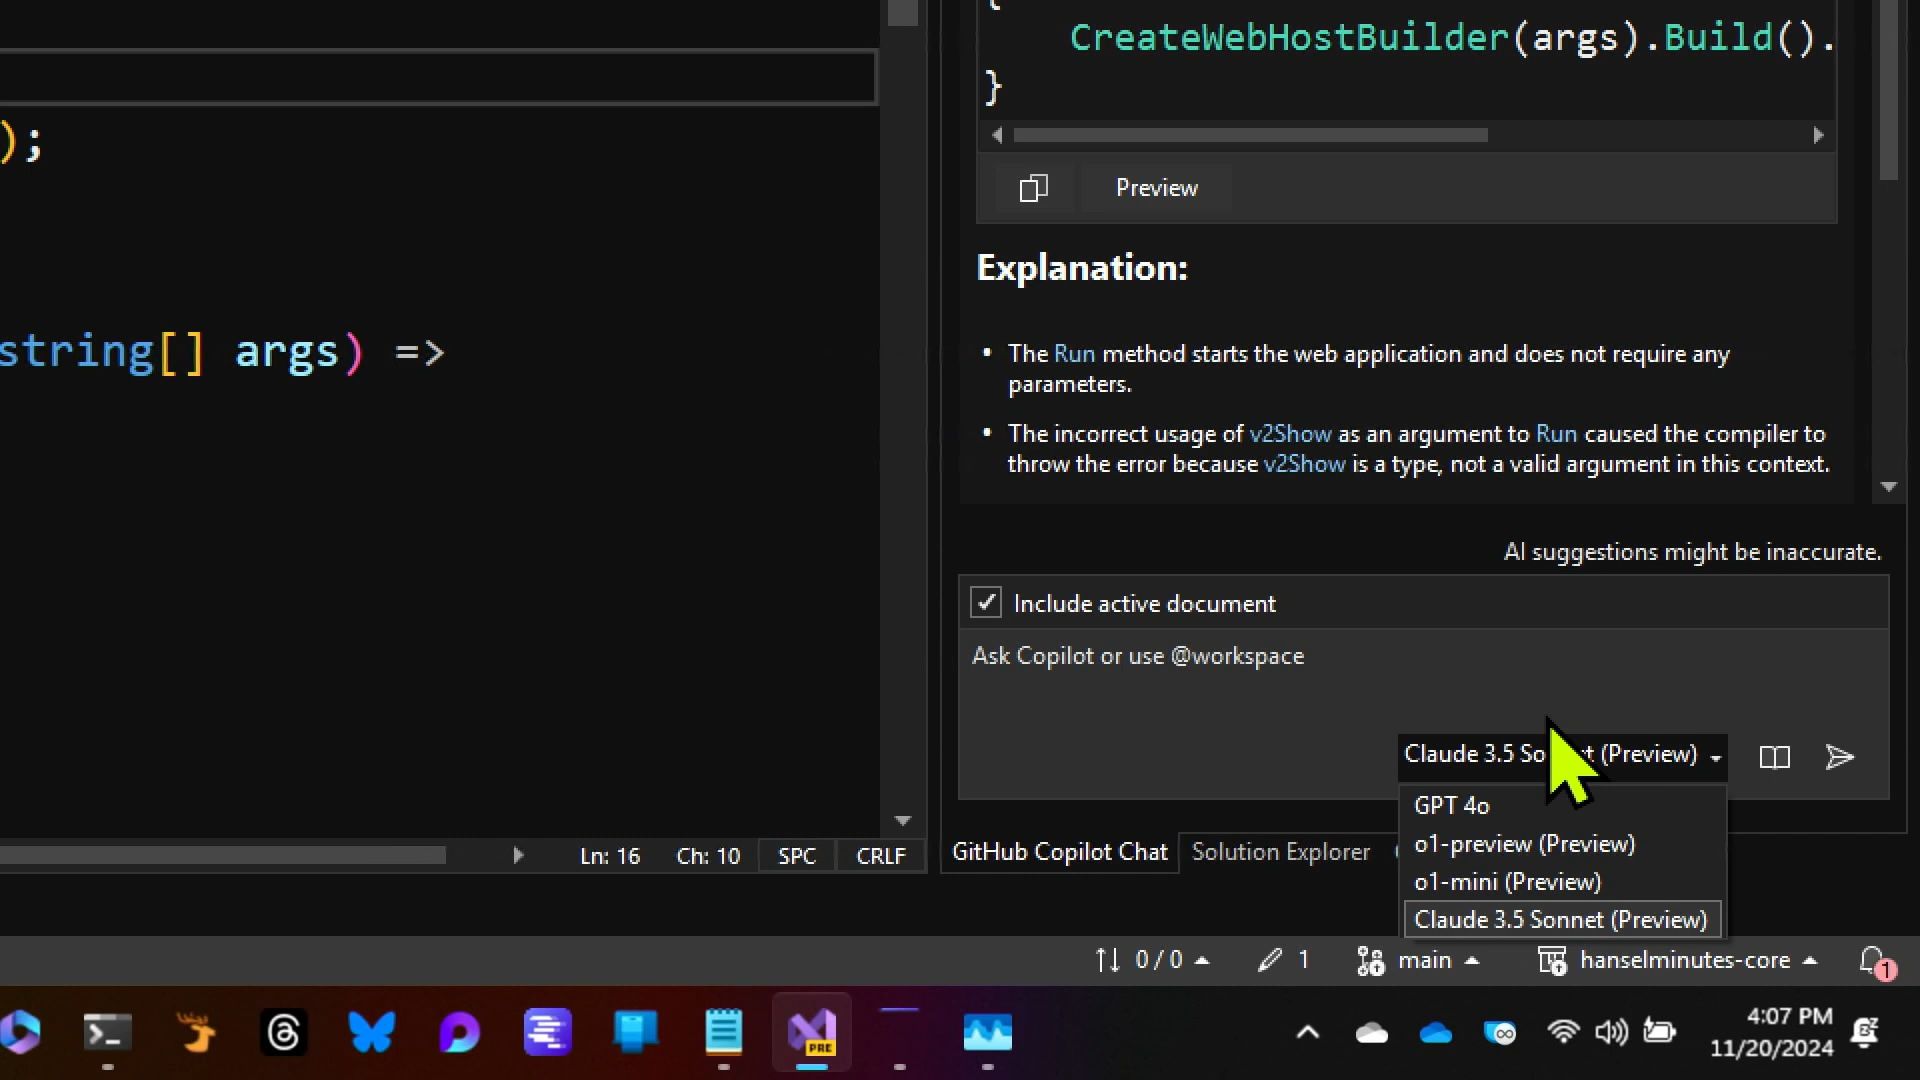 {
CreateWebHostBuilder(args).Build().
}
);
Preview
Explanation:
string[] args) =>
• The Run method starts the web application and does not require any
parameters.
• The incorrect usage of v2Show as an argument to Run caused the compiler to
throw the error because v2Show is a type, not a valid argument in this context.
AI suggestions might be inaccurate.
Include active document
Ask Copilot or use @workspace
Claude 3.5 (Preview)
GPT 4o
o1-preview (Preview)
o1-mini (Preview)
Claude 3.5 Sonnet (Preview)
Ln: 16 Ch: 10 SPC CRLF
GitHub Copilot Chat Solution Explorer
0 / 0 1 main hanselminutes-core 1
PRE
4:07 PM
11/20/2024